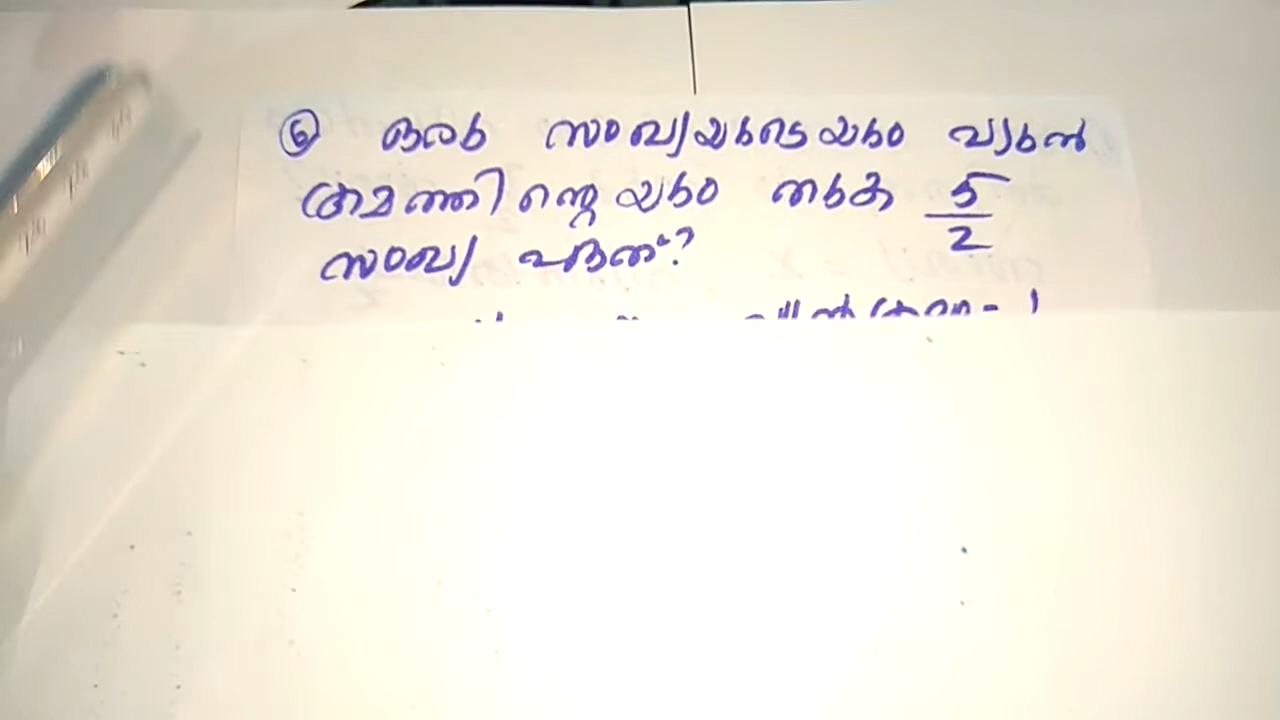 ⑥ ഒരു സംഖ്യയുടെയും വ്യുൽ
ക്രമത്തിന്റെയും തുക 5/2
സംഖ്യ ഏത്?